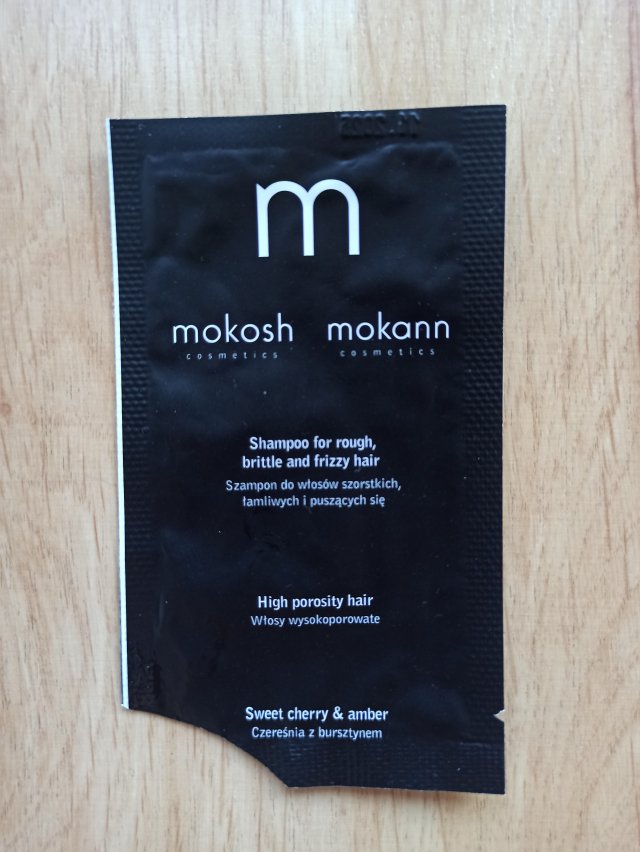 m
mokosh mokann
cosmetics cosmetics
Shampoo for rough,
brittle and frizzy hair
Szampon do włosów szorstkich,
łamliwych i puszących się
High porosity hair
Włosy wysokoporowate
Sweet cherry & amber
Czereśnia z bursztynem